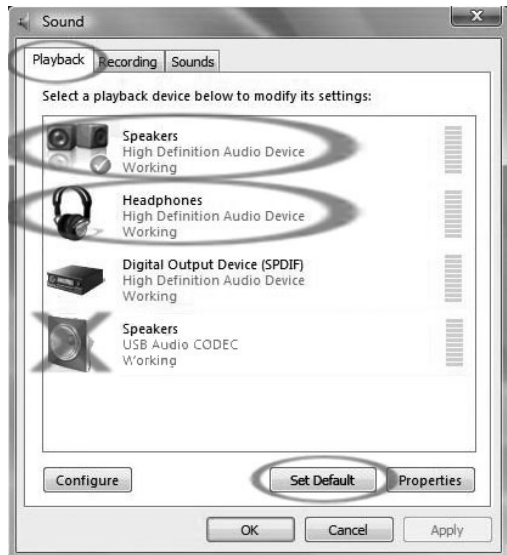 Sound
Playback Recording Sounds
Select a playback device below to modify its settings:
Speakers
High Definition Audio Device
Working
Headphones
High Definition Audio Device
Working
Digital Output Device (SPDIF)
High Definition Audio Device
Working
Speakers
USB Audio CODEC
Working
Configure Set Default Properties
OK Cancel Apply